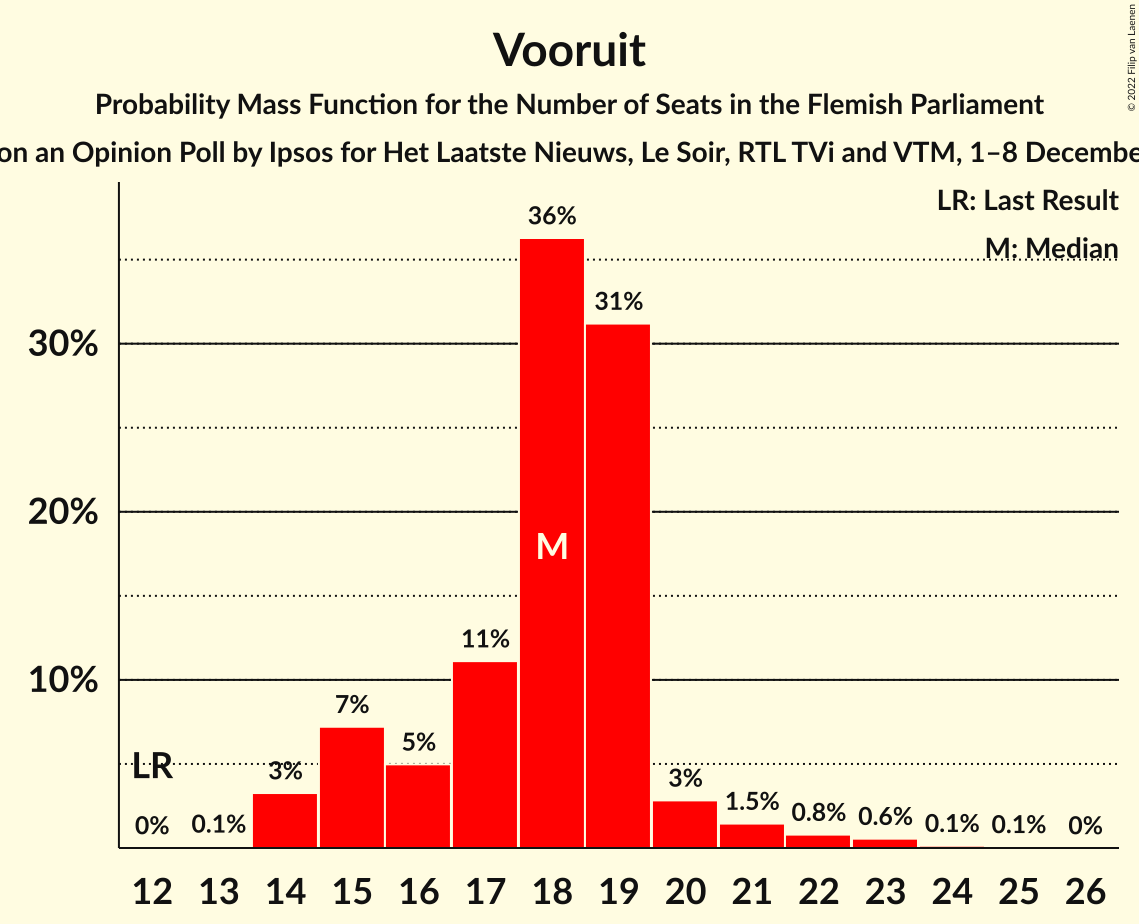 Vooruit
Probability Mass Function for the Number of Seats in the Flemish Parliament
on an Opinion Poll by Ipsos for Het Laatste Nieuws, Le Soir, RTL TVi and VTM, 1–8 Decembe
© 2022 Filip van Laenen
LR: Last Result
M: Median
36%
31%
30%
20%
M
11%
10%
7%
5%
LR
3%
3%
1.5%
0.8%
0.6%
0%
0.1%
0.1%
0.1%
0%
12 13 14 15 16 17 18 19 20 21 22 23 24 25 26